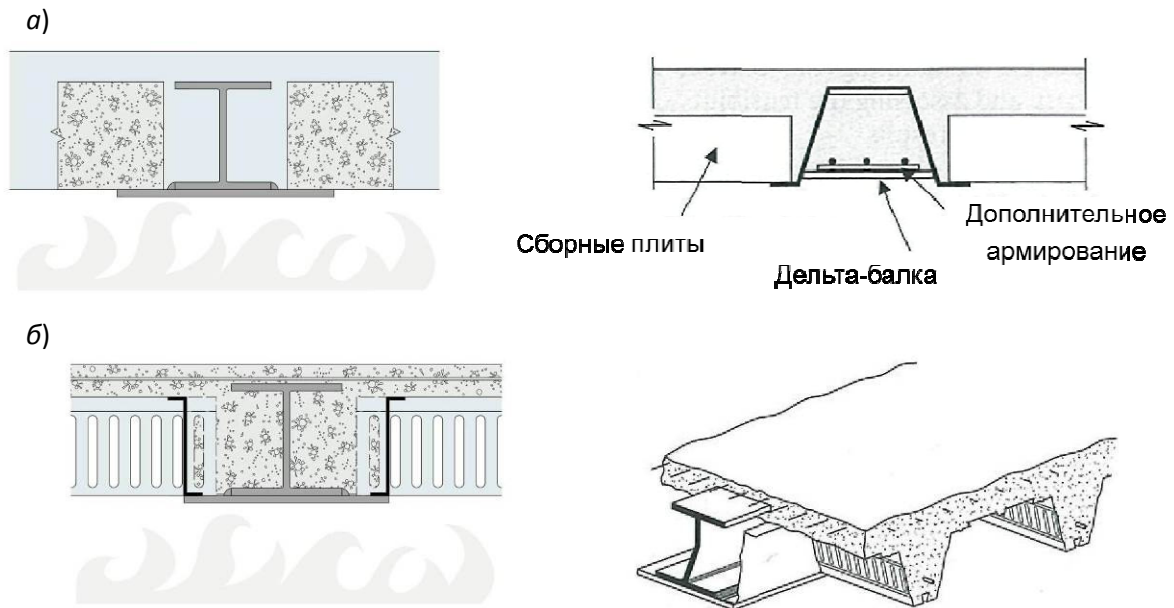 а)
Сборные плиты
Дельта-балка
Дополнительное
армирование
б)